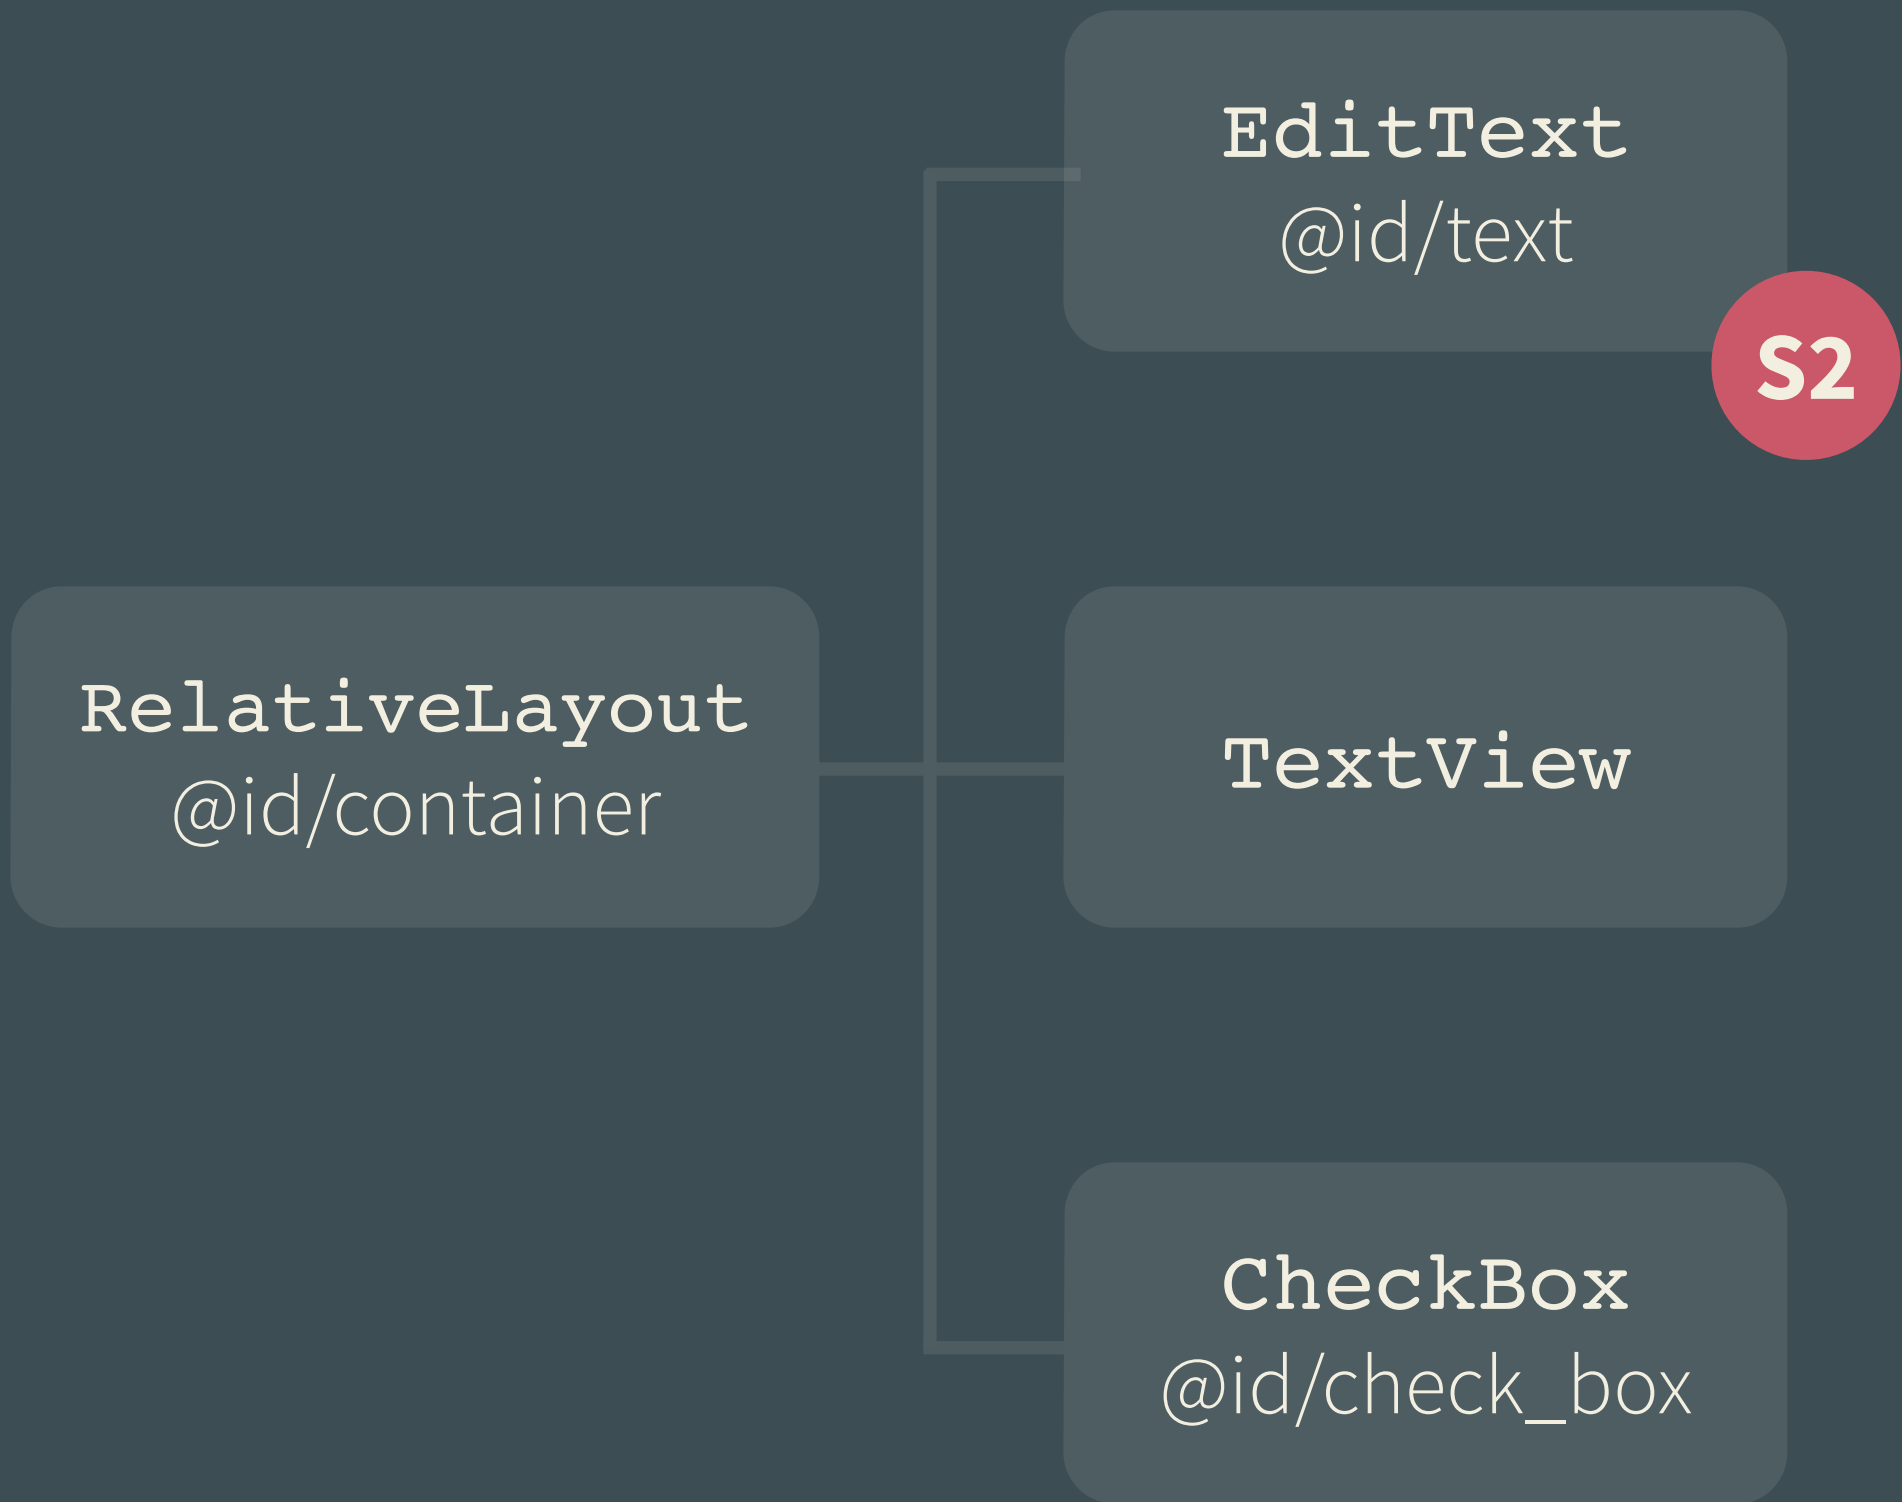 EditText
@id/text
S2
RelativeLayout
@id/container
TextView
CheckBox
@id/check_box